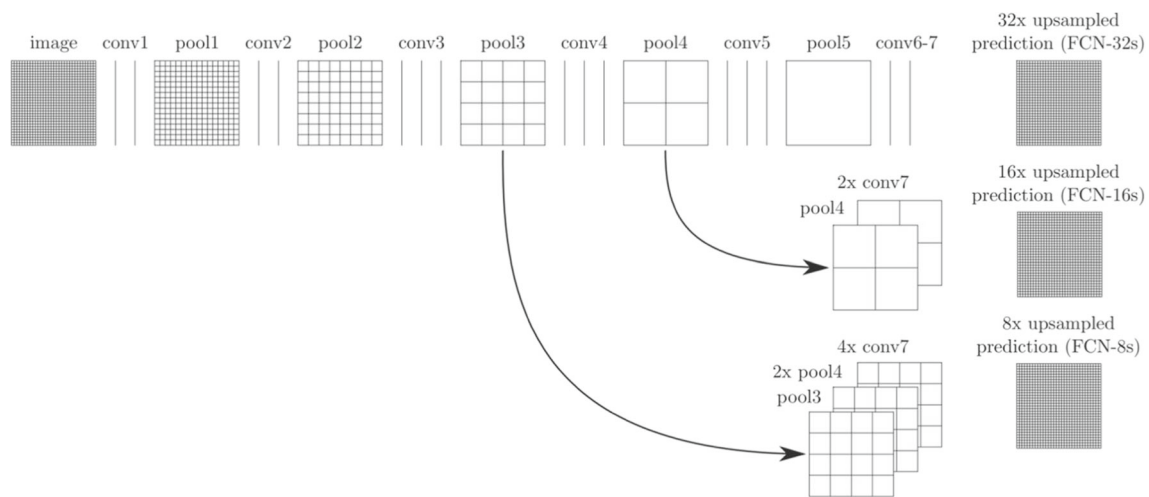 image conv1 pool1 conv2 pool2 conv3 pool3 conv4 pool4 conv5 pool5 conv6-7
32x upsampled
prediction (FCN-32s)
2x conv7
pool4
16x upsampled
prediction (FCN-16s)
4x conv7
2x pool4
pool3
8x upsampled
prediction (FCN-8s)